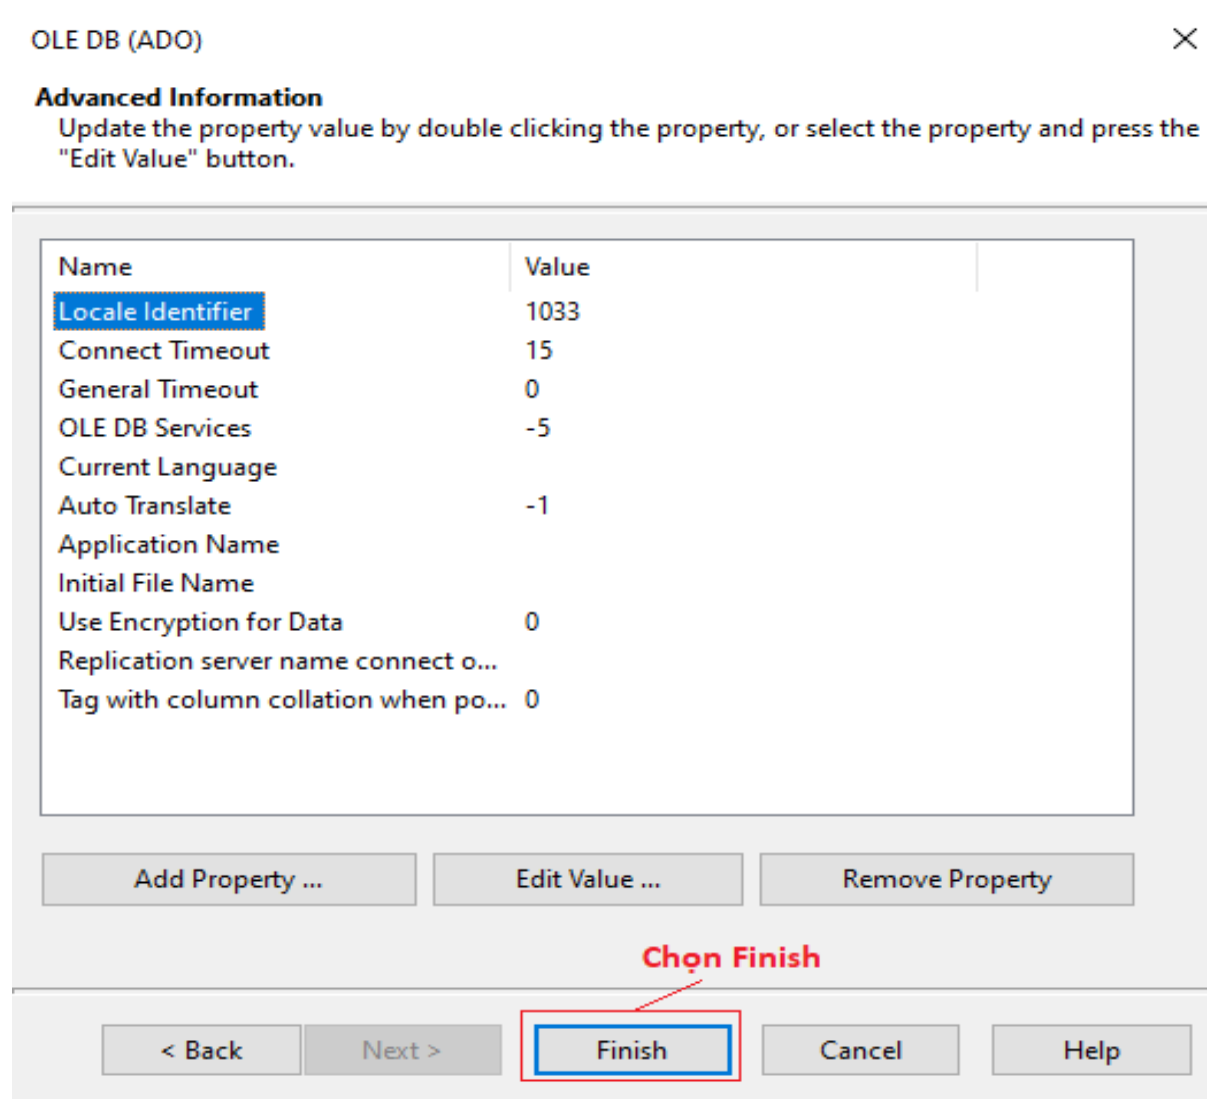 OLE DB (ADO)
Advanced Information
Update the property value by double clicking the property, or select the property and press the
"Edit Value" button.
Name Value
Locale Identifier 1033
Connect Timeout 15
General Timeout 0
OLE DB Services -5
Current Language
Auto Translate -1
Application Name
Initial File Name
Use Encryption for Data 0
Replication server name connect o...
Tag with column collation when po... 0
Add Property ... Edit Value ... Remove Property
Chọn Finish
< Back Next > Finish Cancel Help